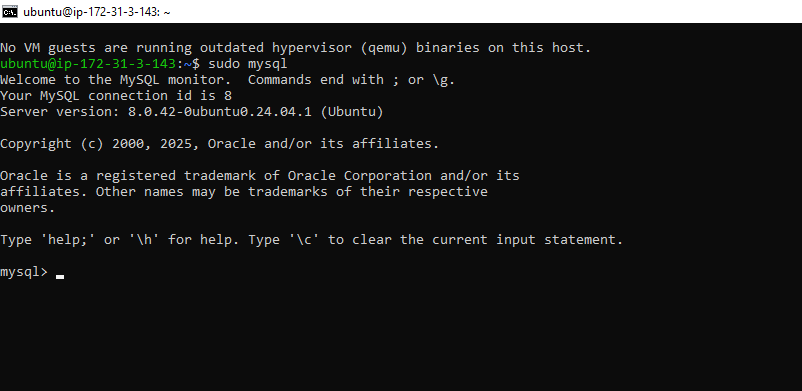 ubuntu@ip-172-31-3-143: ~
No VM guests are running outdated hypervisor (qemu) binaries on this host.
ubuntu@ip-172-31-3-143:~$ sudo mysql
Welcome to the MySQL monitor.  Commands end with ; or \g.
Your MySQL connection id is 8
Server version: 8.0.42-0ubuntu0.24.04.1 (Ubuntu)
Copyright (c) 2000, 2025, Oracle and/or its affiliates.
Oracle is a registered trademark of Oracle Corporation and/or its
affiliates. Other names may be trademarks of their respective
owners.
Type 'help;' or '\h' for help. Type '\c' to clear the current input statement.
mysql>